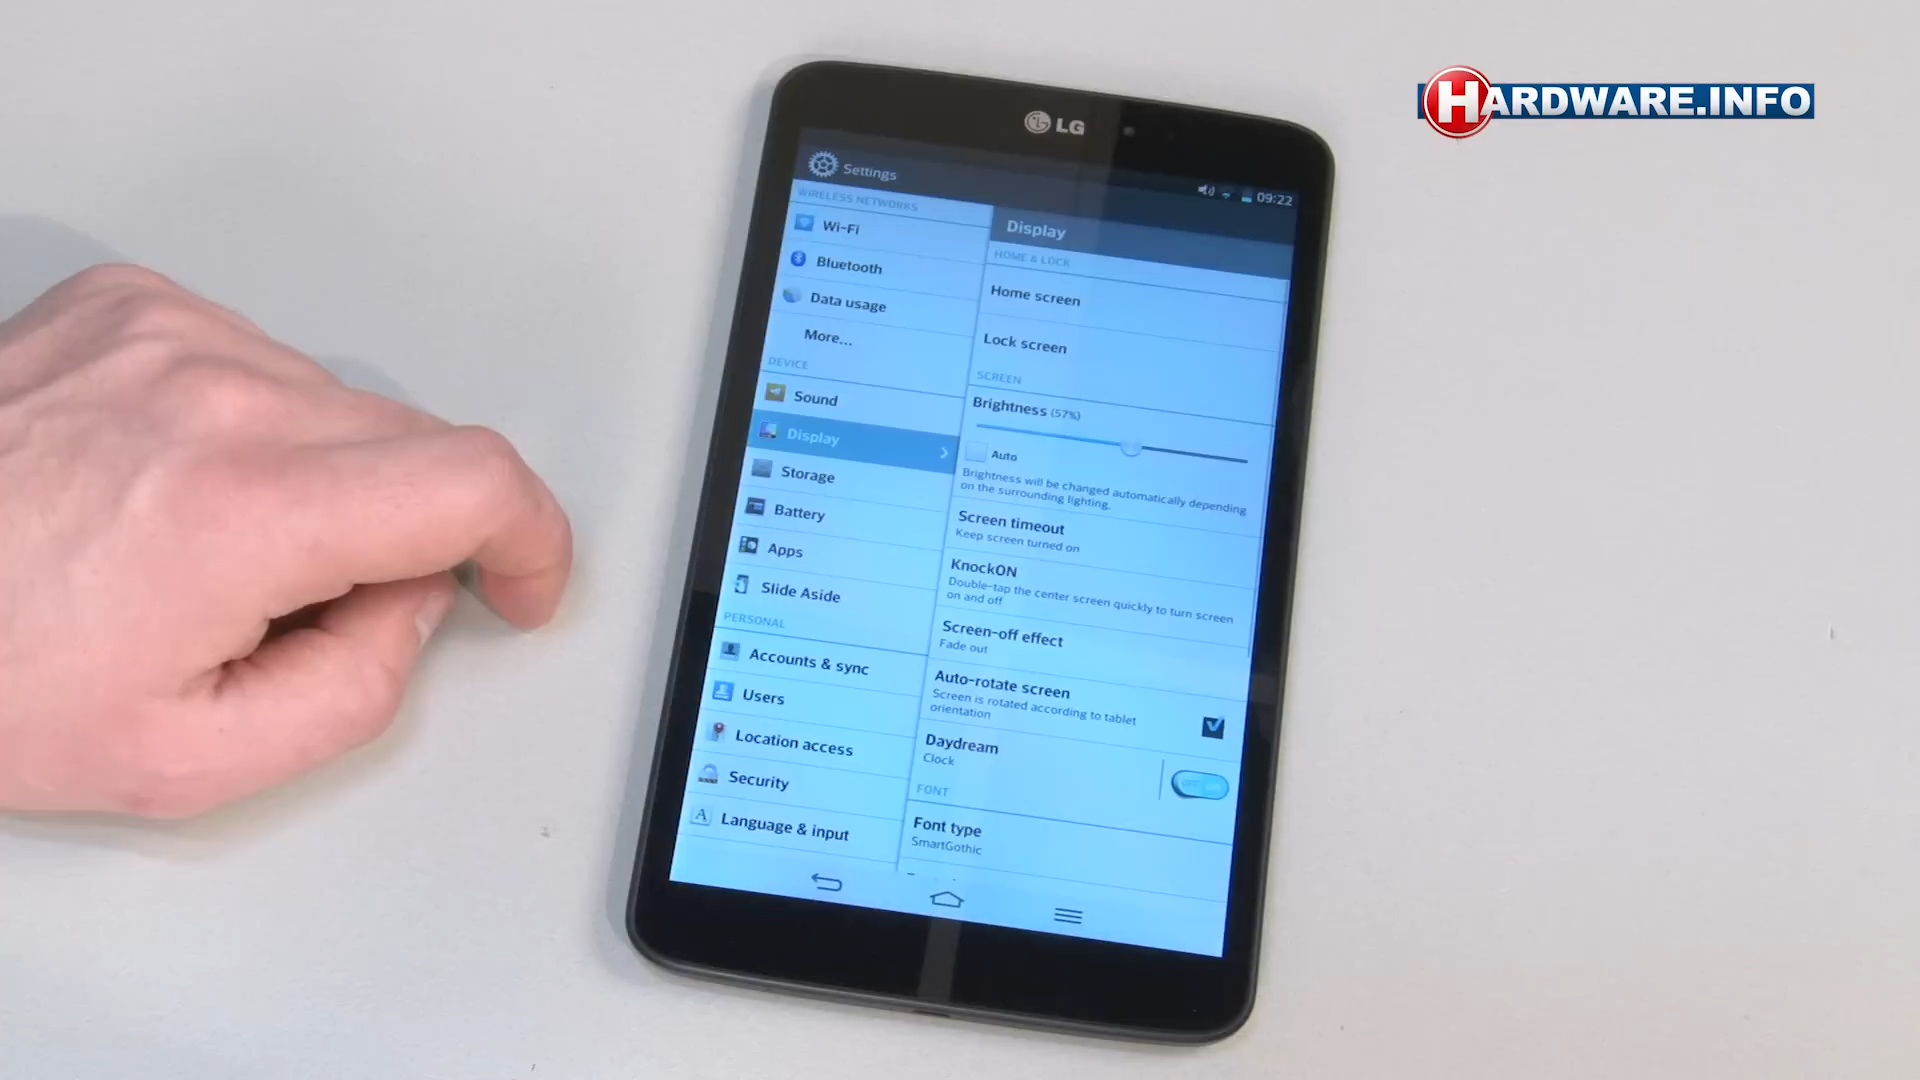 HARDWARE.INFO
LG
Settings
09:22
WIRELESS NETWORKS
Wi-Fi
Bluetooth
Data usage
More...
DEVICE
Sound
Display
Storage
Battery
Apps
Slide Aside
PERSONAL
Accounts & sync
Users
Location access
Security
A
Language & input
Display
HOME & LOCK
Home screen
Lock screen
SCREEN
Brightness (57%)
Auto
Brightness will be changed automatically depending
on the surrounding lighting.
Screen timeout
Keep screen turned on
KnockON
Double-tap the center screen quickly to turn screen
on and off
Screen-off effect
Fade out
Auto-rotate screen
Screen is rotated according to tablet
orientation
Daydream
Clock
FONT
Font type
SmartGothic